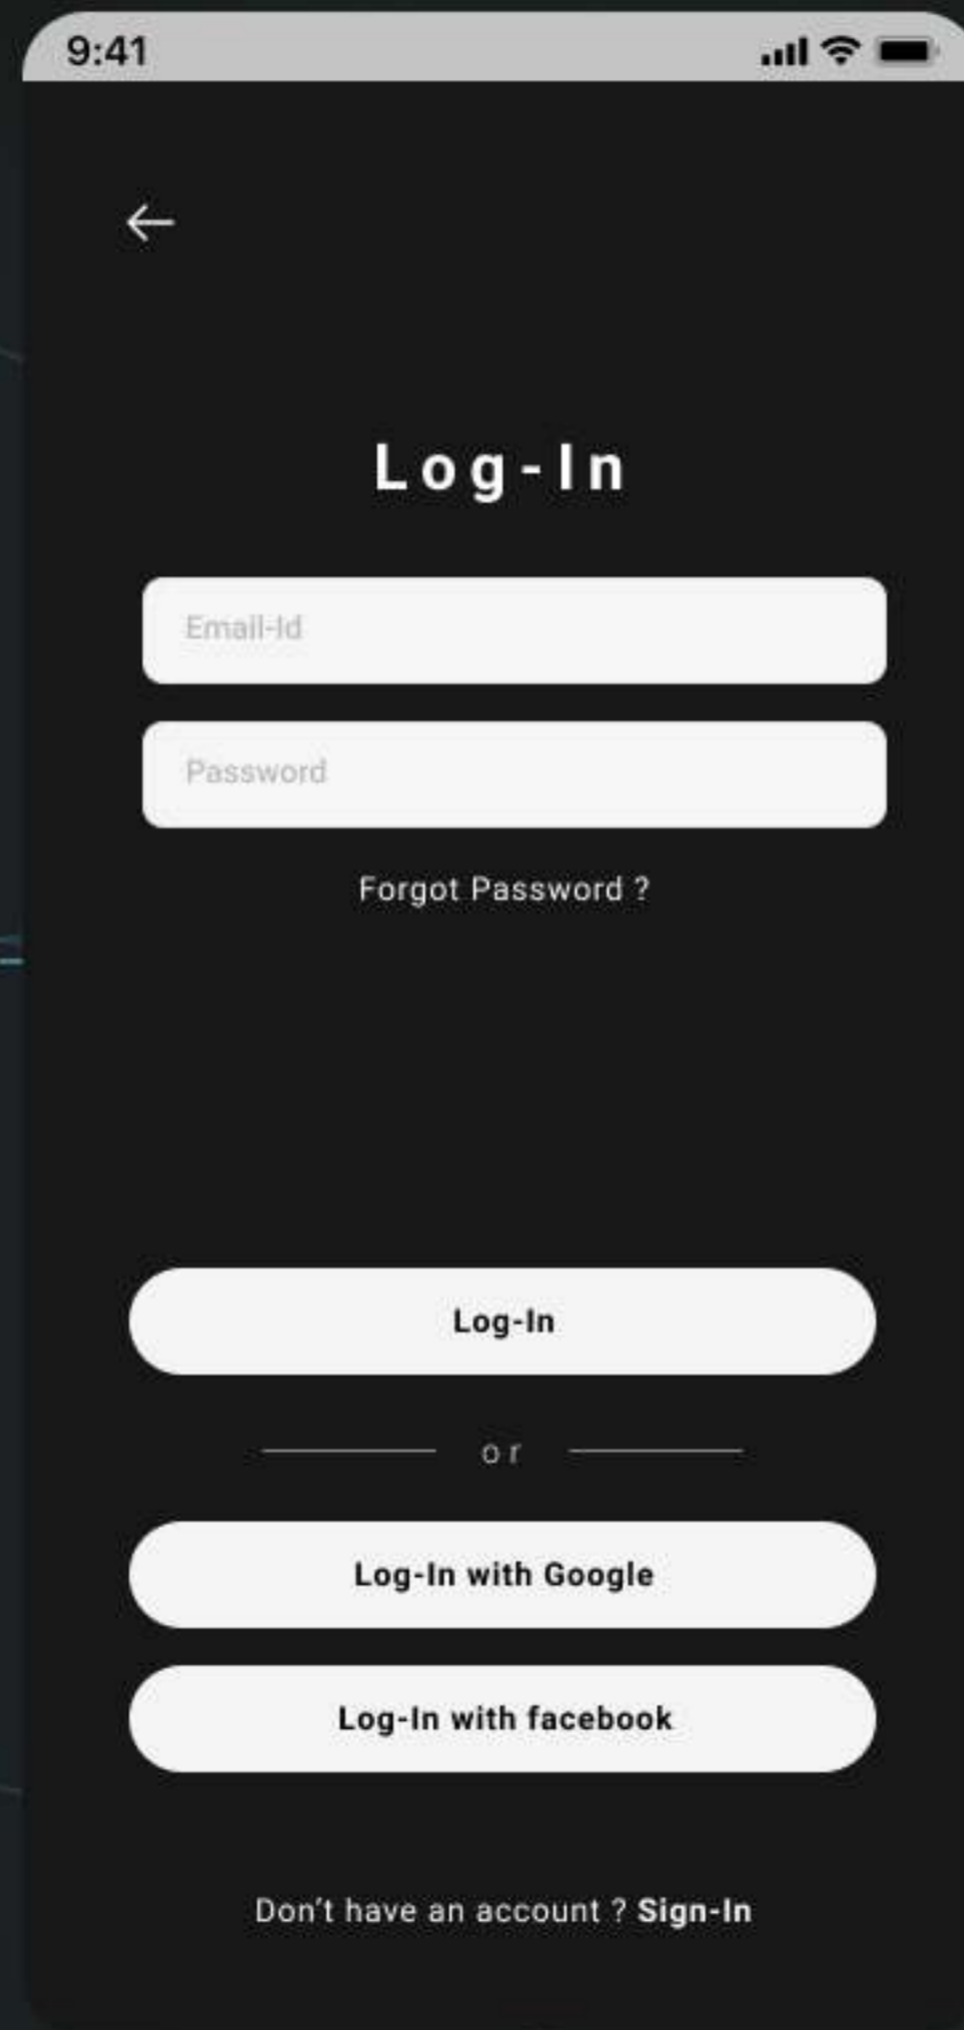 9:41
Log-In
Email-Id
Password
Forgot Password ?
Log-In
or
Log-In with Google
Log-In with facebook
Don't have an account ? Sign-In